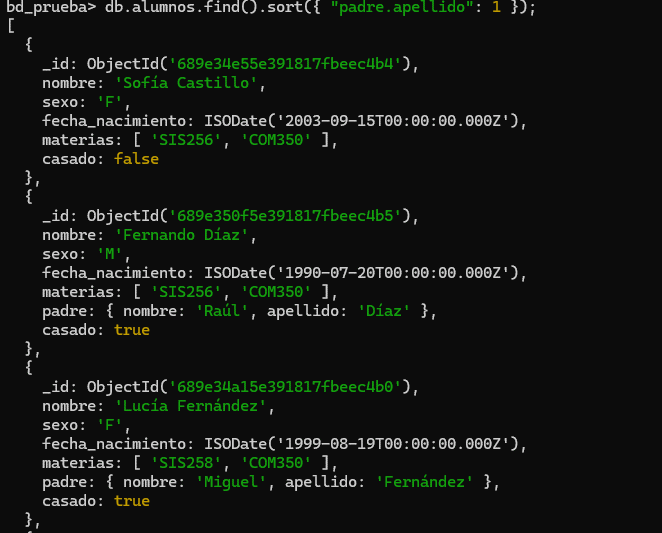 bd_prueba> db.alumnos.find().sort({ "padre.apellido": 1 });
[
  {
    _id: ObjectId('689e34e55e391817fbeec4b4'),
    nombre: 'Sofía Castillo',
    sexo: 'F',
    fecha_nacimiento: ISODate('2003-09-15T00:00:00.000Z'),
    materias: [ 'SIS256', 'COM350' ],
    casado: false
  },
  {
    _id: ObjectId('689e350f5e391817fbeec4b5'),
    nombre: 'Fernando Díaz',
    sexo: 'M',
    fecha_nacimiento: ISODate('1990-07-20T00:00:00.000Z'),
    materias: [ 'SIS256', 'COM350' ],
    padre: { nombre: 'Raúl', apellido: 'Díaz' },
    casado: true
  },
  {
    _id: ObjectId('689e34a15e391817fbeec4b0'),
    nombre: 'Lucía Fernández',
    sexo: 'F',
    fecha_nacimiento: ISODate('1999-08-19T00:00:00.000Z'),
    materias: [ 'SIS258', 'COM350' ],
    padre: { nombre: 'Miguel', apellido: 'Fernández' },
    casado: true
  },